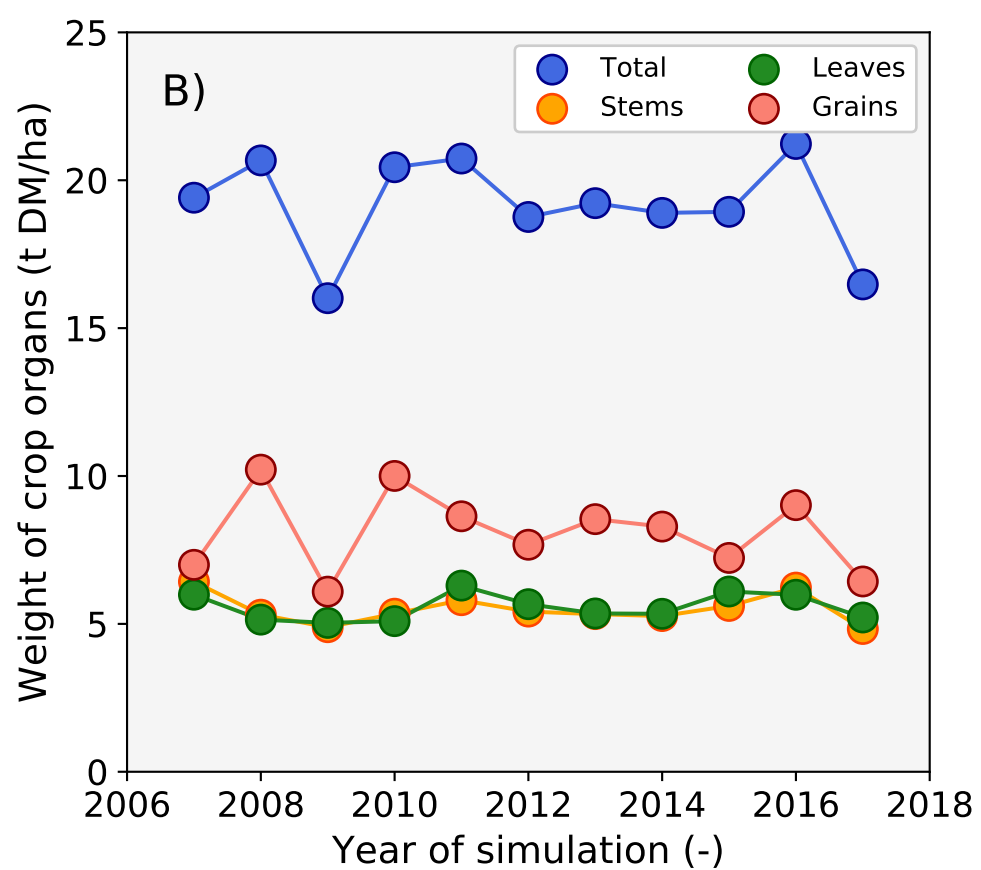 B)
Total
Stems
Leaves
Grains
25
20
15
10
5
0
Weight of crop organs (t DM/ha)
2006 2008 2010 2012 2014 2016 2018
Year of simulation (-)